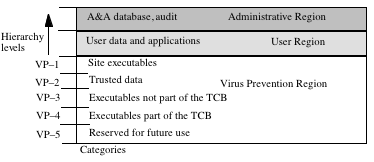 A&A database, audit Administrative Region
Hierarchy levels
User data and applications User Region
VP–1 Site executables
VP–2 Trusted data Virus Prevention Region
VP–3 Executables not part of the TCB
VP–4 Executables part of the TCB
VP–5 Reserved for future use
Categories